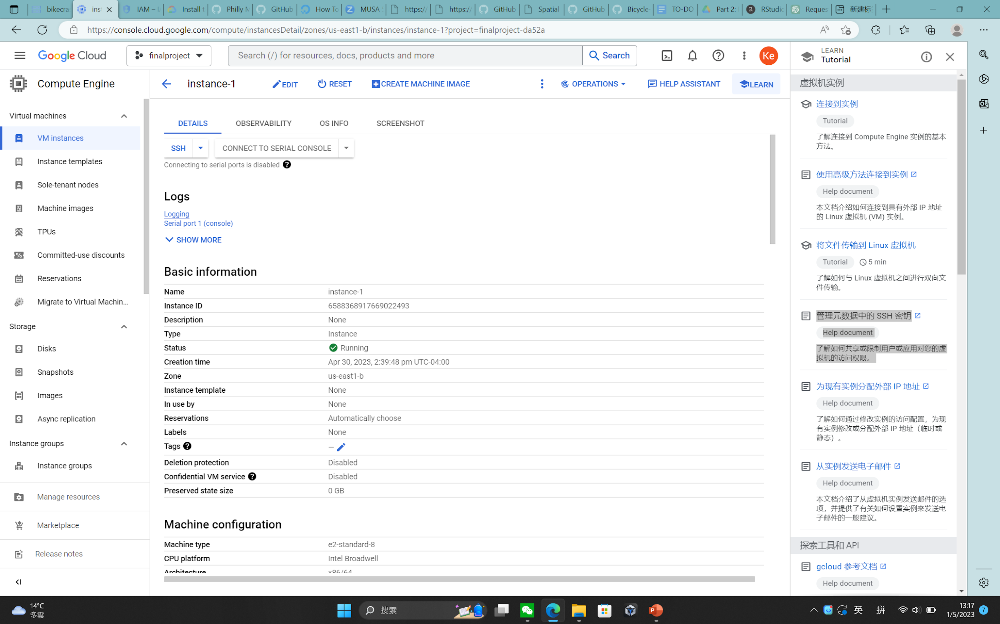 bikecra
inst
IAM – I
Install t
Philly M
GitHub
How To
MUSA
https://
https://
GitHub
Spatial
GitHub
Bicycle
TO-DO
Part 2:
RStudio
Reques
新建标
https://console.cloud.google.com/compute/instancesDetail/zones/us-east1-b/instances/instance-1?project=finalproject-da52a
Google Cloud
finalproject
Search (/) for resources, docs, products and more
Search
Ke
LEARN
Tutorial
Compute Engine
instance-1
EDIT
RESET
CREATE MACHINE IMAGE
OPERATIONS
HELP ASSISTANT
LEARN
Virtual machines
VM instances
Instance templates
Sole-tenant nodes
Machine images
TPUs
Committed-use discounts
Reservations
Migrate to Virtual Machin...
Storage
Disks
Snapshots
Images
Async replication
Instance groups
Instance groups
Manage resources
Marketplace
Release notes
DETAILS
OBSERVABILITY
OS INFO
SCREENSHOT
SSH
CONNECT TO SERIAL CONSOLE
Connecting to serial ports is disabled
Logs
Logging
Serial port 1 (console)
SHOW MORE
Basic information
Name instance-1
Instance ID 6588368917669022493
Description None
Type Instance
Status Running
Creation time Apr 30, 2023, 2:39:48 pm UTC-04:00
Zone us-east1-b
Instance template None
In use by None
Reservations Automatically choose
Labels None
Tags —
Deletion protection Disabled
Confidential VM service Disabled
Preserved state size 0 GB
Machine configuration
Machine type e2-standard-8
CPU platform Intel Broadwell
Architecture x86/64
虚拟机实例
连接到实例
Tutorial
了解连接到 Compute Engine 实例的基本
方法。
使用高级方法连接到实例
Help document
本文档介绍如何连接到具有外部 IP 地址
的 Linux 虚拟机 (VM) 实例。
将文件传输到 Linux 虚拟机
Tutorial 5 min
了解如何与 Linux 虚拟机之间进行双向文
件传输。
管理元数据中的 SSH 密钥
Help document
了解如何共享或限制用户或应用对您的虚
拟机的访问权限。
为现有实例分配外部 IP 地址
Help document
了解如何通过修改实例的访问配置，为现
有实例修改或分配外部 IP 地址（临时或
静态）。
从实例发送电子邮件
Help document
本文档介绍了从虚拟机实例发送邮件的选
项，并提供了有关如何设置实例来发送电
子邮件的一般建议。
探索工具和 API
gcloud 参考文档
Help document
14°C
多雲
搜索
英
拼
13:17
1/5/2023
7